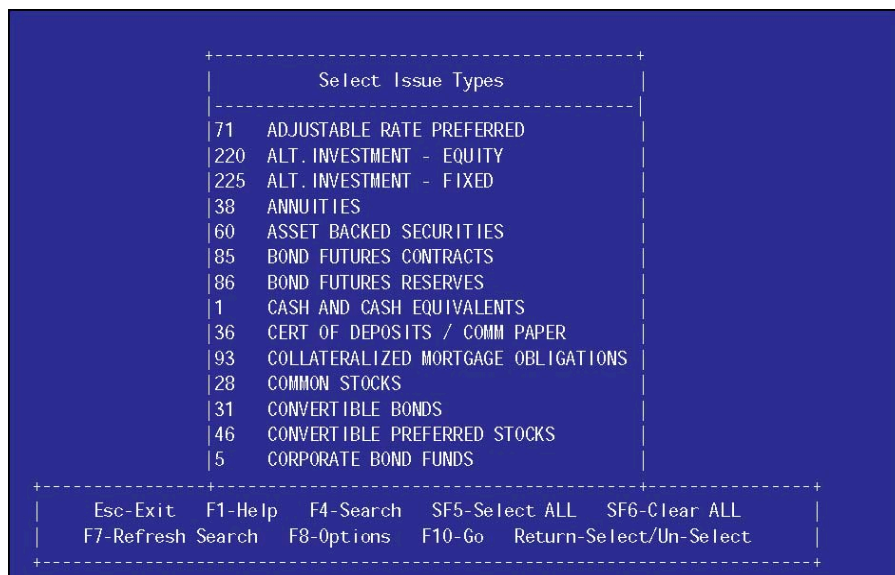 Select Issue Types
71 ADJUSTABLE RATE PREFERRED
220 ALT.INVESTMENT - EQUITY
225 ALT.INVESTMENT - FIXED
38 ANNUITIES
60 ASSET BACKED SECURITIES
85 BOND FUTURES CONTRACTS
86 BOND FUTURES RESERVES
1 CASH AND CASH EQUIVALENTS
36 CERT OF DEPOSITS / COMM PAPER
93 COLLATERALIZED MORTGAGE OBLIGATIONS
28 COMMON STOCKS
31 CONVERTIBLE BONDS
46 CONVERTIBLE PREFERRED STOCKS
5 CORPORATE BOND FUNDS
Esc-Exit F1-Help F4-Search SF5-Select ALL SF6-Clear ALL
F7-Refresh Search F8-Options F10-Go Return-Select/Un-Select